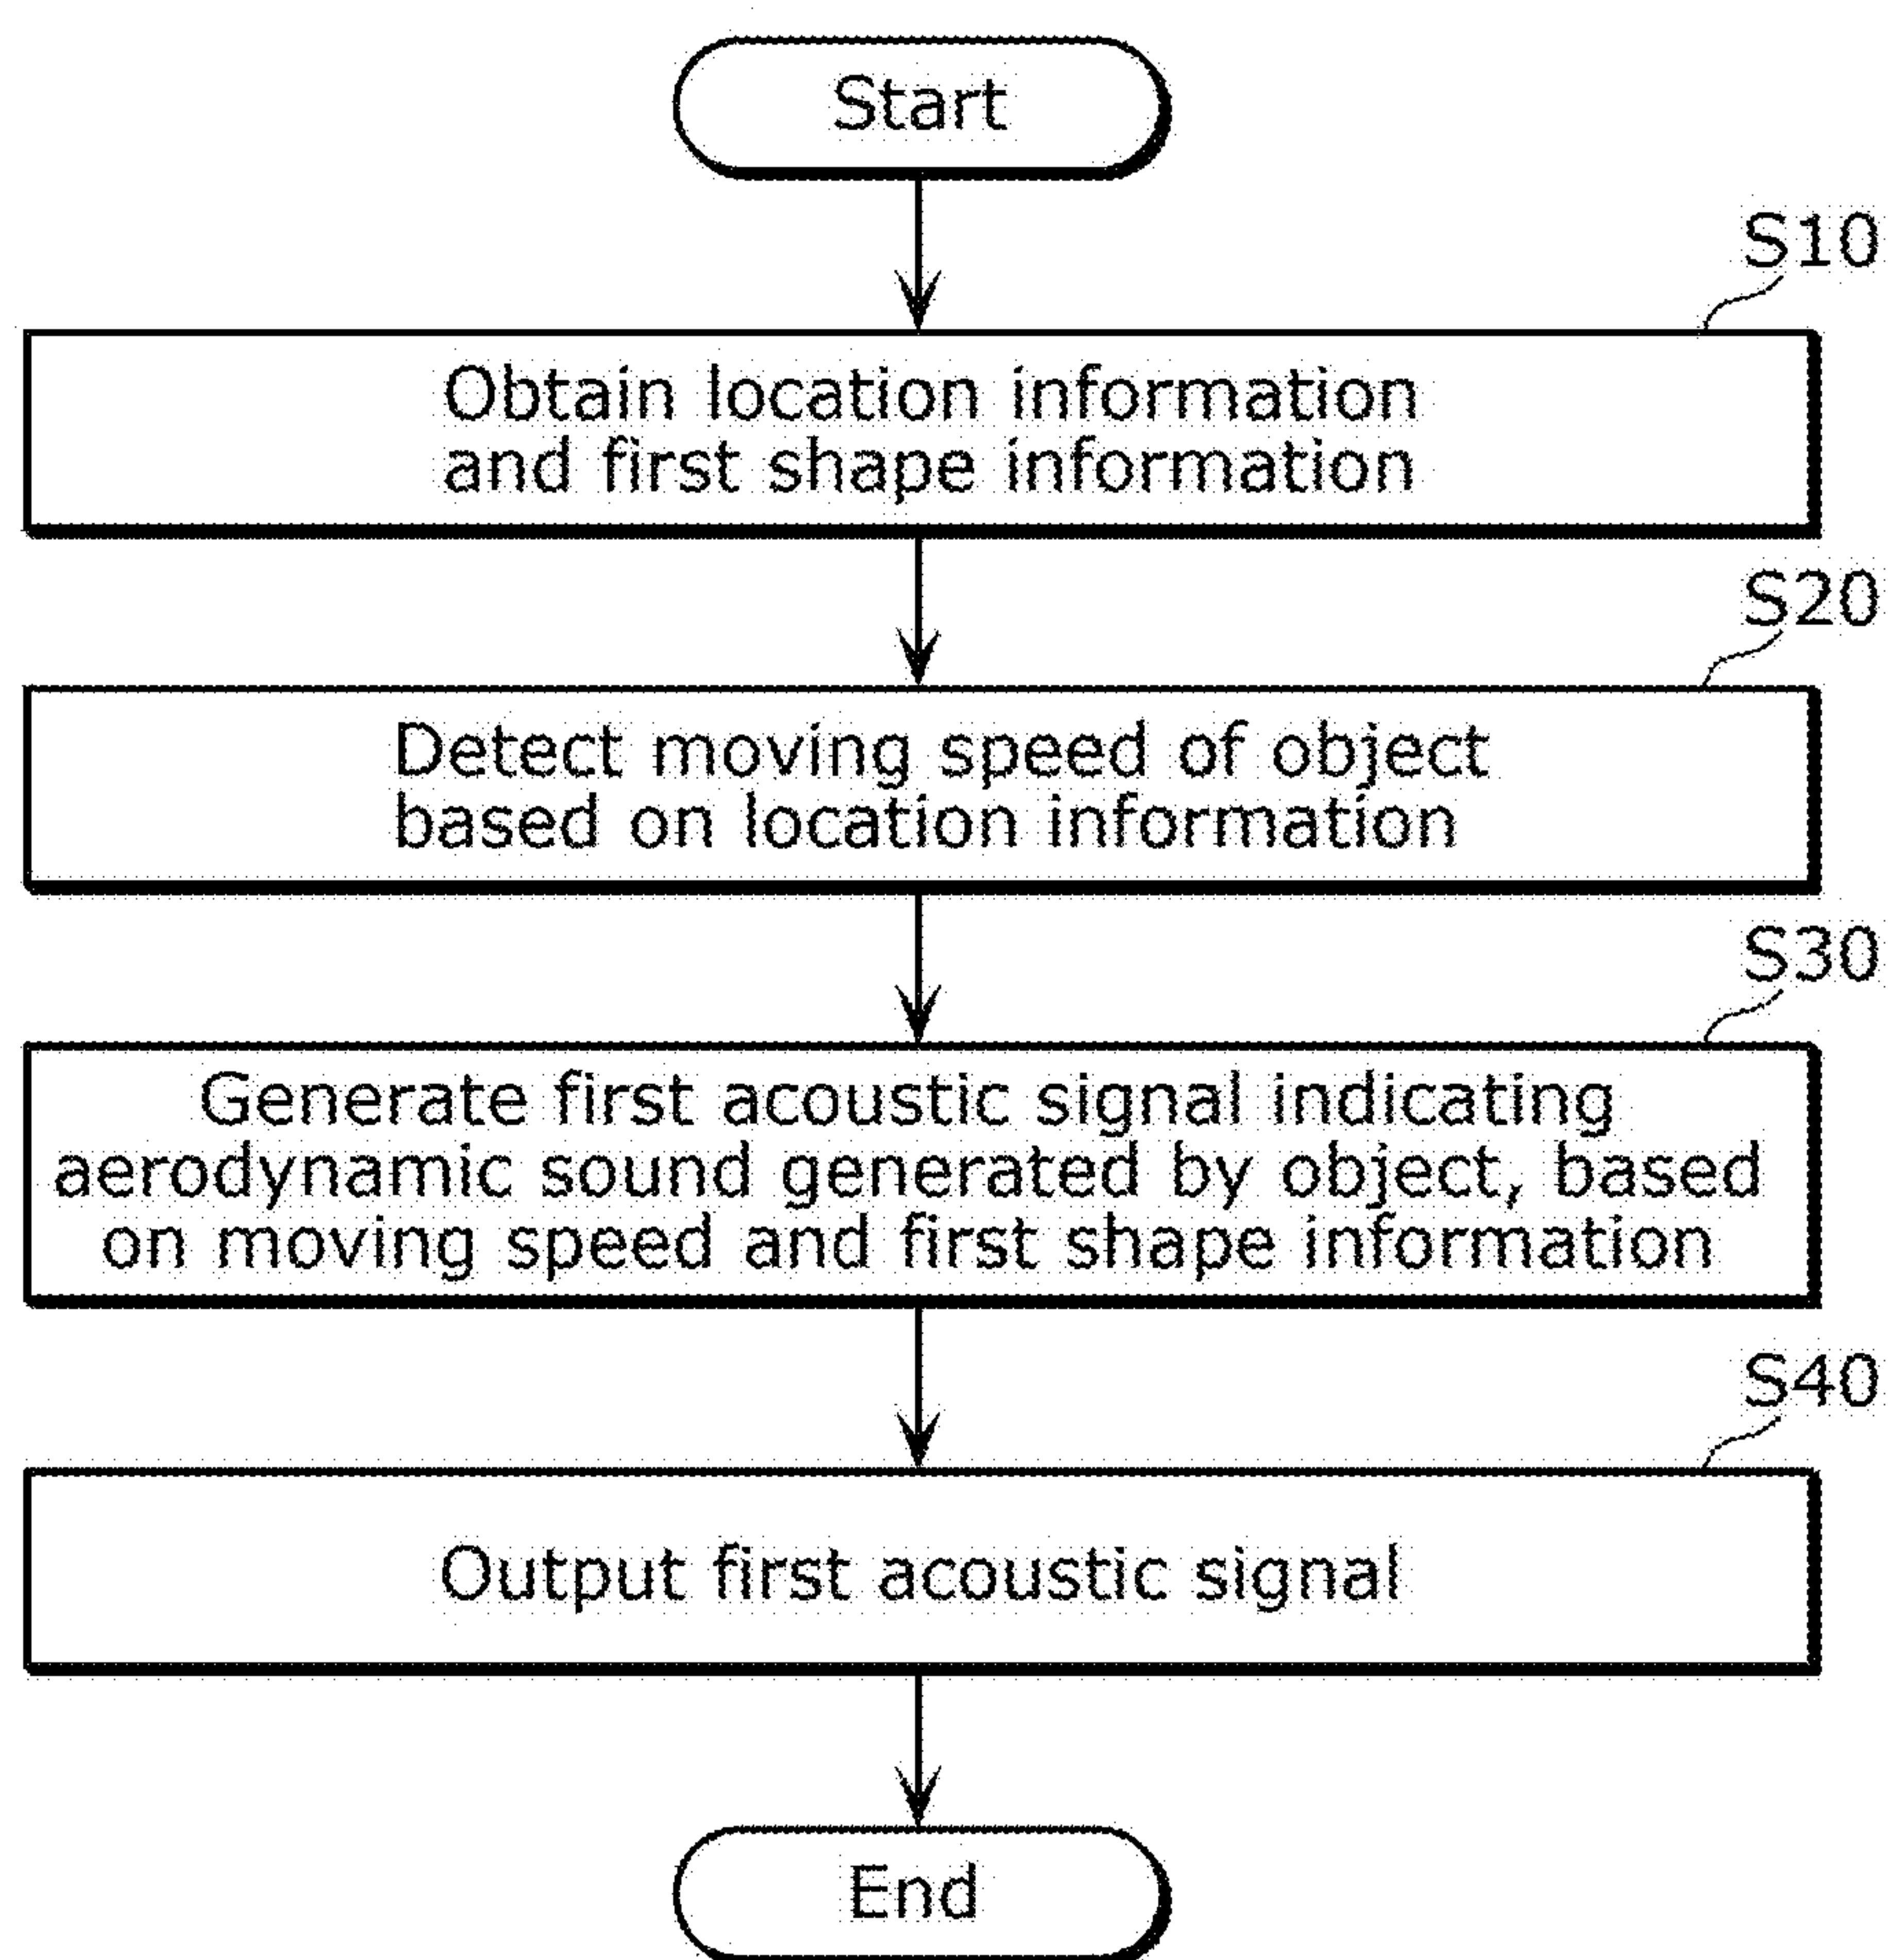 Start
S10
Obtain location information
and first shape information
S20
Detect moving speed of object
based on location information
S30
Generate first acoustic signal indicating
aerodynamic sound generated by object, based
on moving speed and first shape information
S40
Output first acoustic signal
End